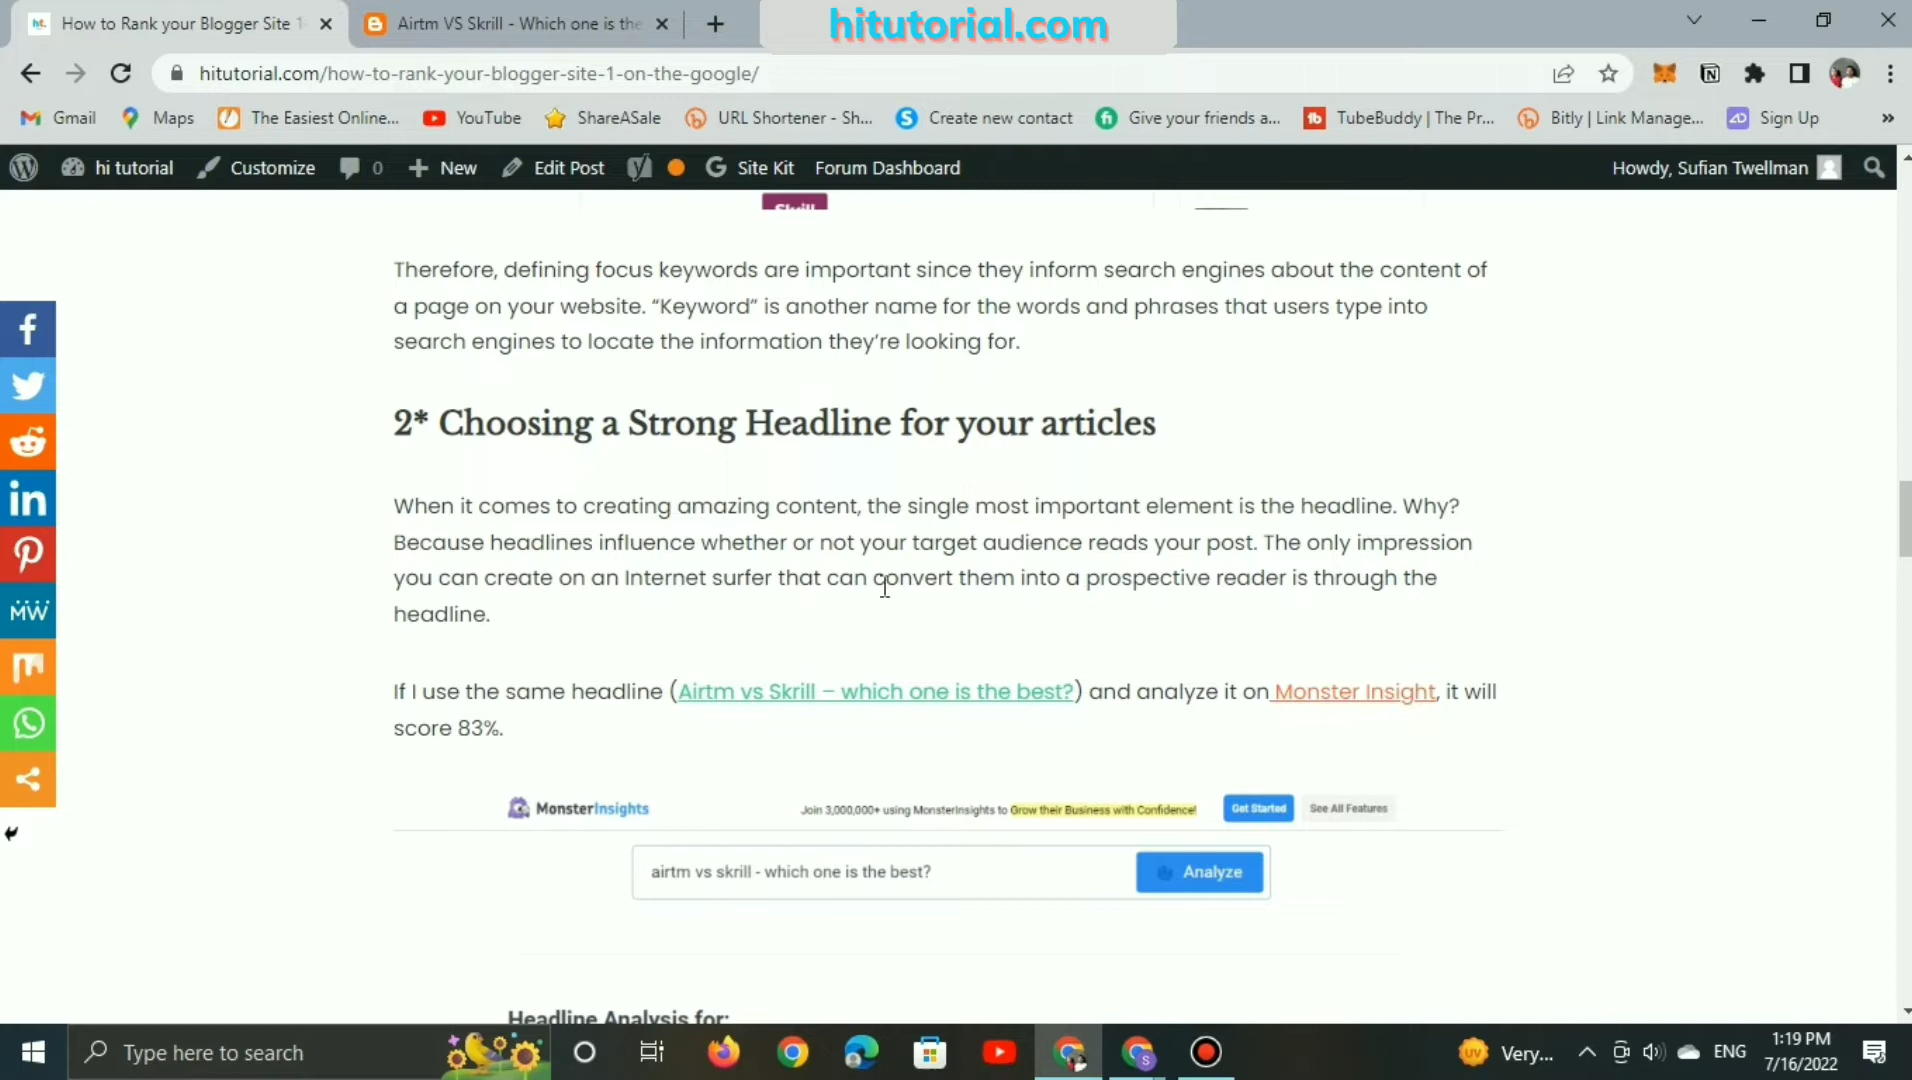 How to Rank your Blogger Site 1
Airtm VS Skrill - Which one is the
hitutorial.com
hitutorial.com/how-to-rank-your-blogger-site-1-on-the-google/
Gmail
Maps
The Easiest Online...
YouTube
ShareASale
URL Shortener - Sh...
Create new contact
Give your friends a...
TubeBuddy | The Pr...
Bitly | Link Manage...
Sign Up
»
hi tutorial
Customize
0
New
Edit Post
Site Kit
Forum Dashboard
Howdy, Sufian Twellman
Skrill
Therefore, defining focus keywords are important since they inform search engines about the content of
a page on your website. “Keyword” is another name for the words and phrases that users type into
search engines to locate the information they’re looking for.
2* Choosing a Strong Headline for your articles
When it comes to creating amazing content, the single most important element is the headline. Why?
Because headlines influence whether or not your target audience reads your post. The only impression
you can create on an Internet surfer that can convert them into a prospective reader is through the
headline.
If I use the same headline (Airtm vs Skrill – which one is the best?) and analyze it on Monster Insight, it will
score 83%.
MonsterInsights
Join 3,000,000+ using MonsterInsights to Grow their Business with Confidence!
Get Started
See All Features
airtm vs skrill - which one is the best?
Analyze
Headline Analysis for:
Type here to search
Very...
ENG
1:19 PM
7/16/2022